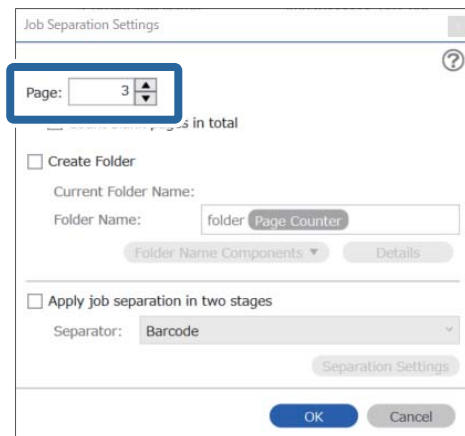 Job Separation Settings
?
Page: 3
pages in total
Create Folder
Current Folder Name:
Folder Name: folder Page Counter
Folder Name Components ▼ Details
Apply job separation in two stages
Separator: Barcode
Separation Settings
OK Cancel